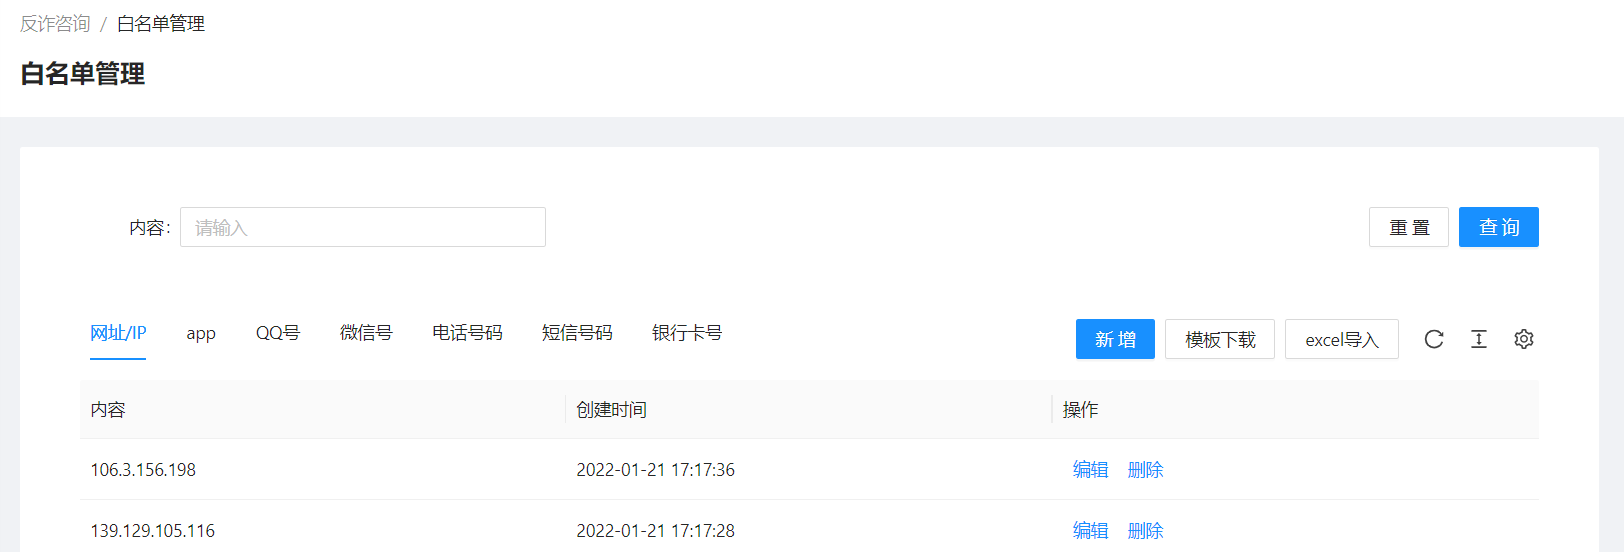 反诈咨询 / 白名单管理
白名单管理
内容: 请输入 重 置 查 询
网址/IP app QQ号 微信号 电话号码 短信号码 银行卡号 新 增 模板下载 excel导入
内容 创建时间 操作
106.3.156.198 2022-01-21 17:17:36 编辑 删除
139.129.105.116 2022-01-21 17:17:28 编辑 删除